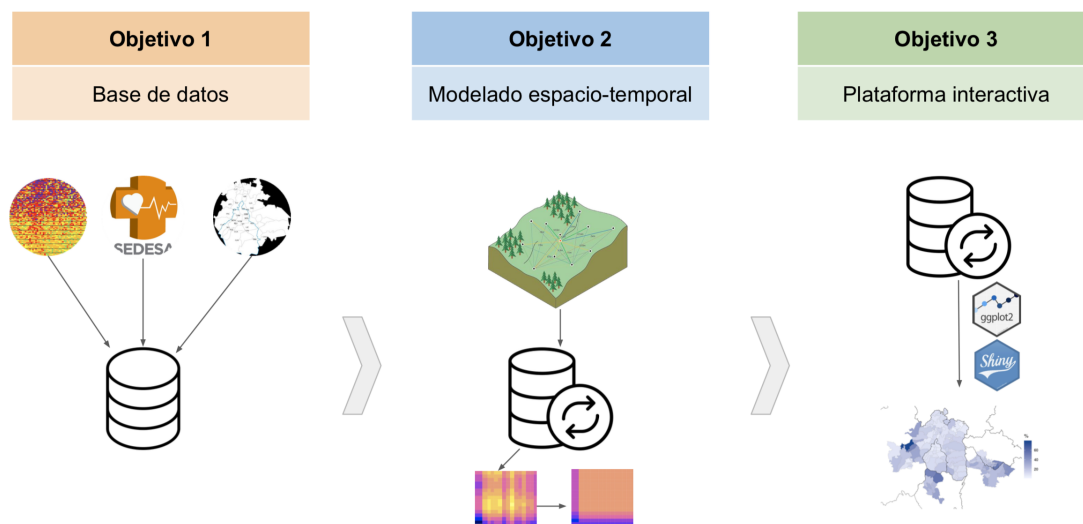 Objetivo 1
Base de datos
Objetivo 2
Modelado espacio-temporal
Objetivo 3
Plataforma interactiva
SEDESA
ggplot2
Shiny
%